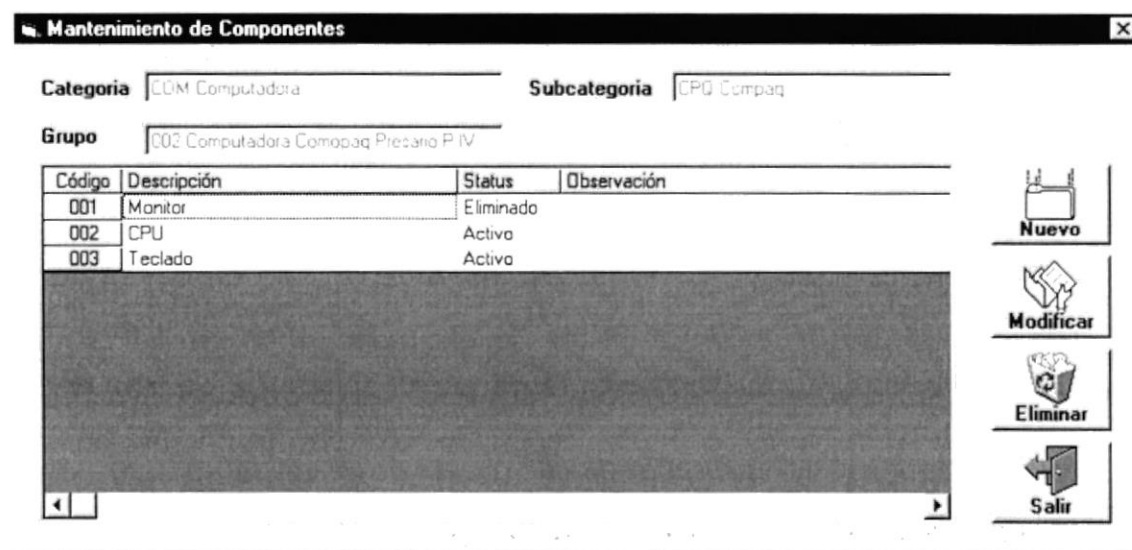 Mantenimiento de Componentes
Categoria COM Computadora Subcategoria CPQ Compaq
Grupo 002 Computadora Comopaq Presario P IV
Código Descripción Status Observación
001 Monitor Eliminado
002 CPU Activo
003 Teclado Activo
Nuevo
Modificar
Eliminar
Salir